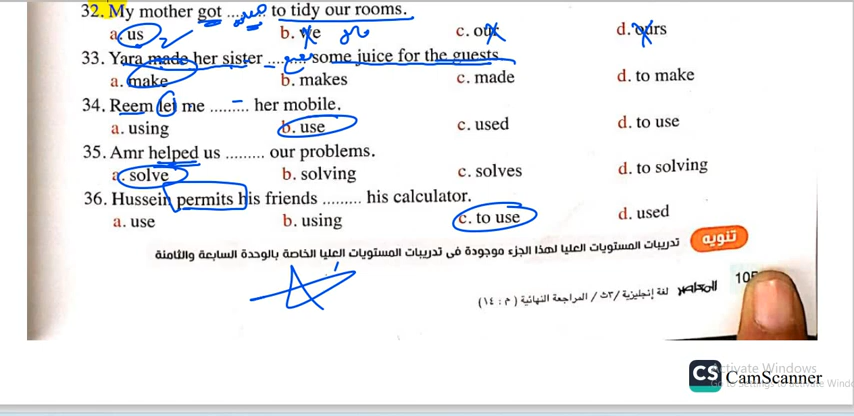 32. My mother got ......... to tidy our rooms.
a. us b. we c. our d. ours
33. Yara made her sister ......... some juice for the guests.
a. make b. makes c. made d. to make
34. Reem let me ......... her mobile.
a. using b. use c. used d. to use
35. Amr helped us ......... our problems.
a. solve b. solving c. solves d. to solving
36. Hussein permits his friends ......... his calculator.
a. use b. using c. to use d. used
تنويه تدريبات المستويات العليا لهذا الجزء موجودة فى تدريبات المستويات العليا الخاصة بالوحدة السابعة والثامنة
المعاصر لغة إنجليزية /٣ث / المراجعة النهائية ( م : ١٤ ) 105
CS CamScanner
Activate Windows